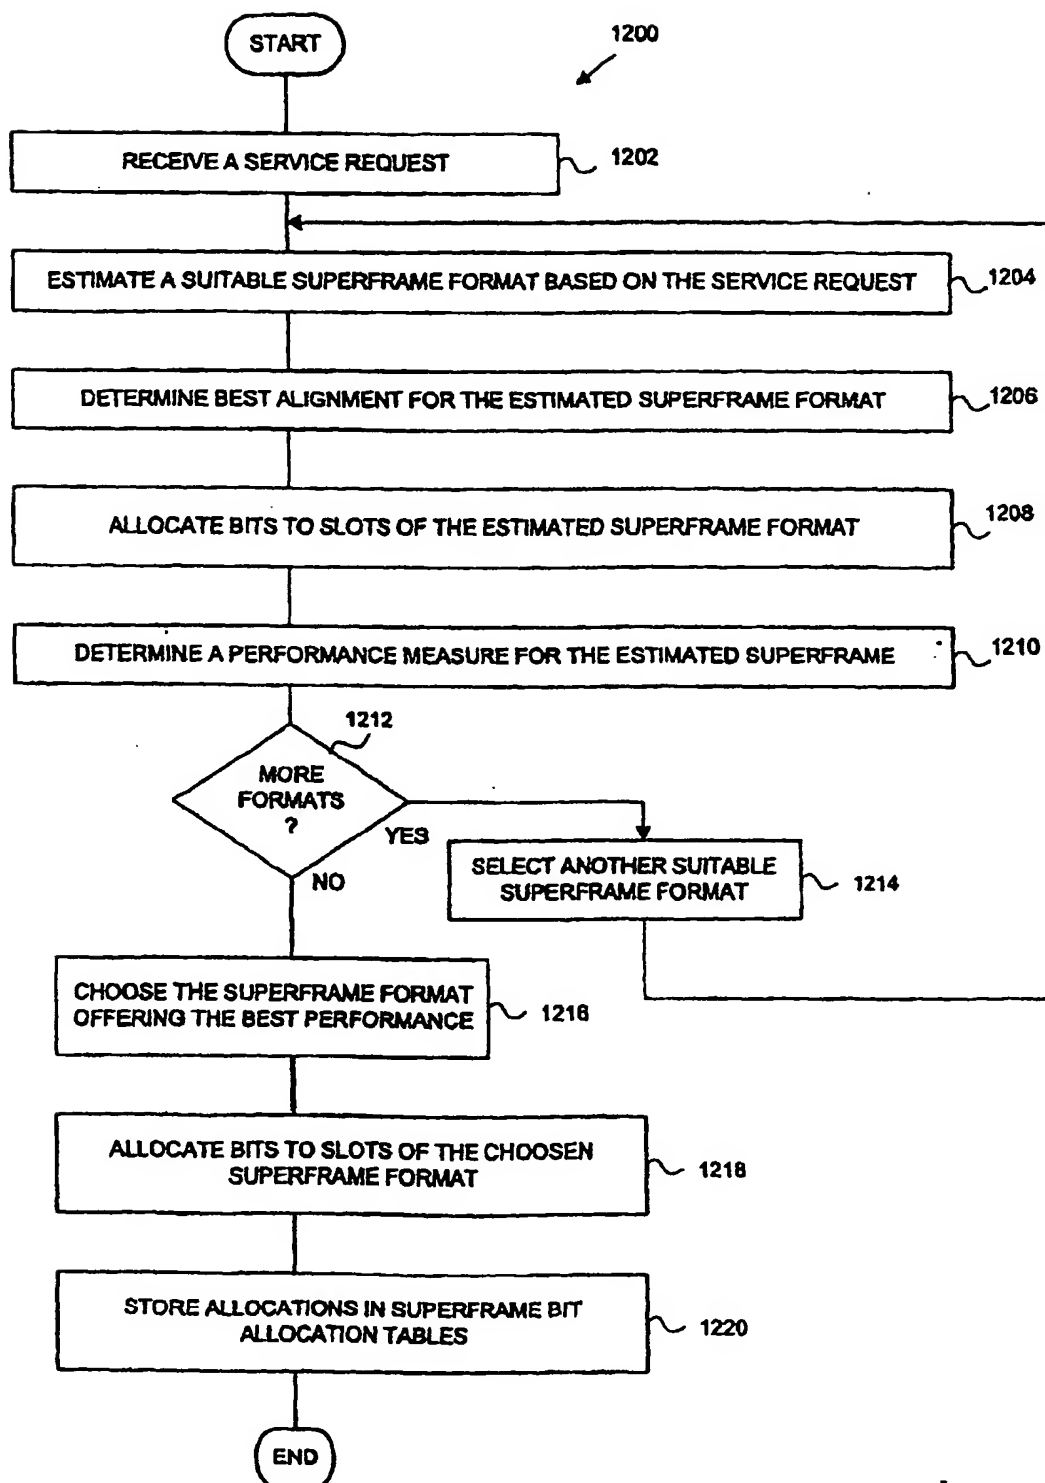 START
1200
RECEIVE A SERVICE REQUEST
1202
ESTIMATE A SUITABLE SUPERFRAME FORMAT BASED ON THE SERVICE REQUEST
1204
DETERMINE BEST ALIGNMENT FOR THE ESTIMATED SUPERFRAME FORMAT
1206
ALLOCATE BITS TO SLOTS OF THE ESTIMATED SUPERFRAME FORMAT
1208
DETERMINE A PERFORMANCE MEASURE FOR THE ESTIMATED SUPERFRAME
1210
1212
MORE
FORMATS
?
YES
NO
SELECT ANOTHER SUITABLE
SUPERFRAME FORMAT
1214
CHOOSE THE SUPERFRAME FORMAT
OFFERING THE BEST PERFORMANCE
1216
ALLOCATE BITS TO SLOTS OF THE CHOOSEN
SUPERFRAME FORMAT
1218
STORE ALLOCATIONS IN SUPERFRAME BIT
ALLOCATION TABLES
1220
END